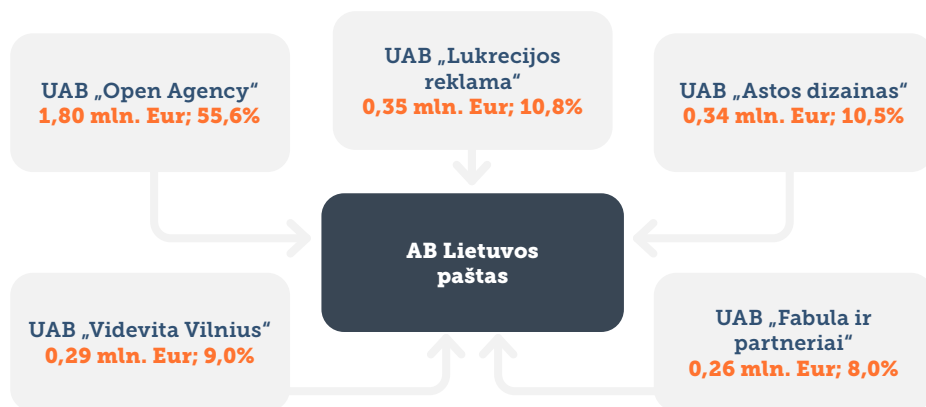 UAB „Open Agency“
1,80 mln. Eur; 55,6%
UAB „Lukrecijos
reklama“
0,35 mln. Eur; 10,8%
UAB „Astos dizainas“
0,34 mln. Eur; 10,5%
AB Lietuvos
paštas
UAB „Videvita Vilnius“
0,29 mln. Eur; 9,0%
UAB „Fabula ir
partneriai“
0,26 mln. Eur; 8,0%